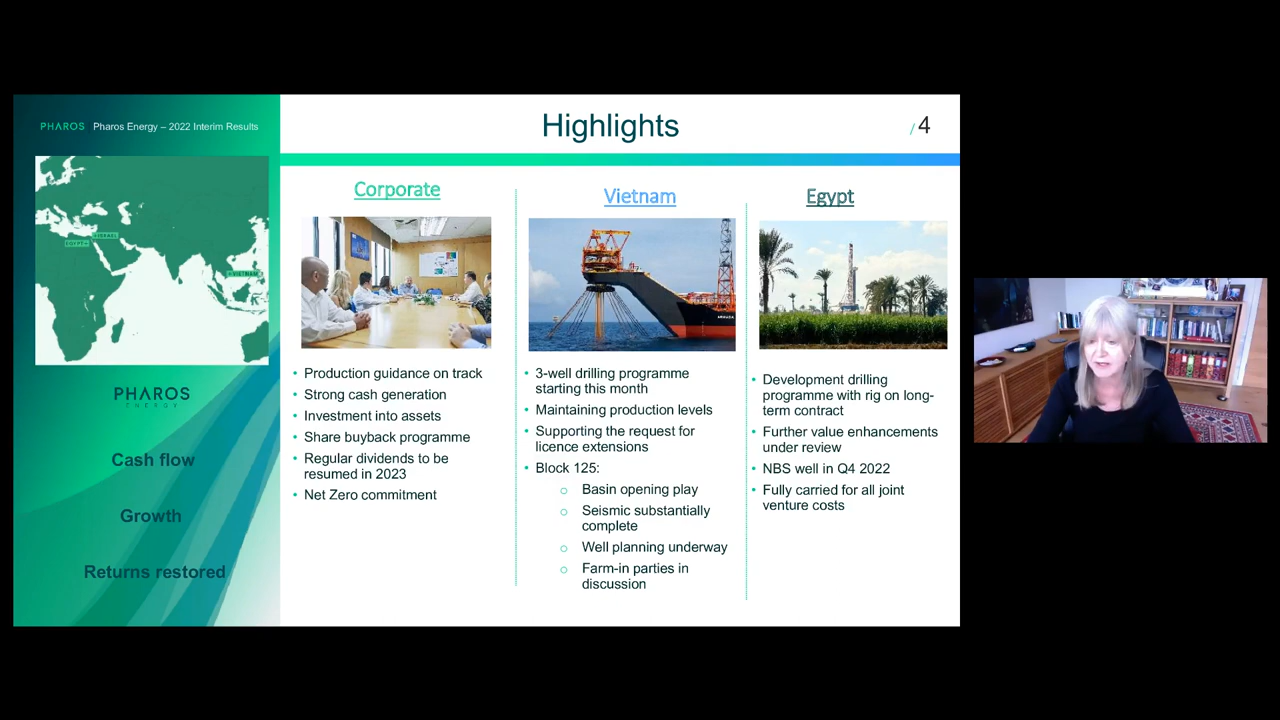 PHAROS Pharos Energy – 2022 Interim Results
Highlights
/ 4
ISRAEL
EGYPT
VIETNAM
PHAROS
ENERGY
Cash flow
Growth
Returns restored
Corporate
• Production guidance on track
• Strong cash generation
• Investment into assets
• Share buyback programme
• Regular dividends to be
resumed in 2023
• Net Zero commitment
Vietnam
ARMADA
• 3-well drilling programme
starting this month
• Maintaining production levels
• Supporting the request for
licence extensions
• Block 125:
o Basin opening play
o Seismic substantially
complete
o Well planning underway
o Farm-in parties in
discussion
Egypt
• Development drilling
programme with rig on long-
term contract
• Further value enhancements
under review
• NBS well in Q4 2022
• Fully carried for all joint
venture costs